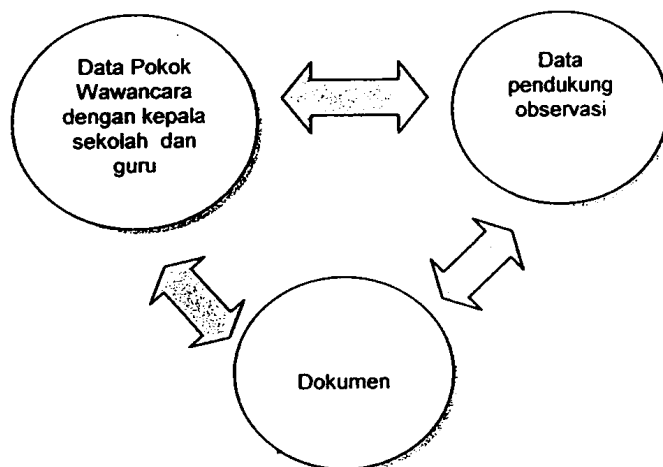 Data Pokok
Wawancara
dengan kepala
sekolah dan
guru
Data
pendukung
observasi
Dokumen